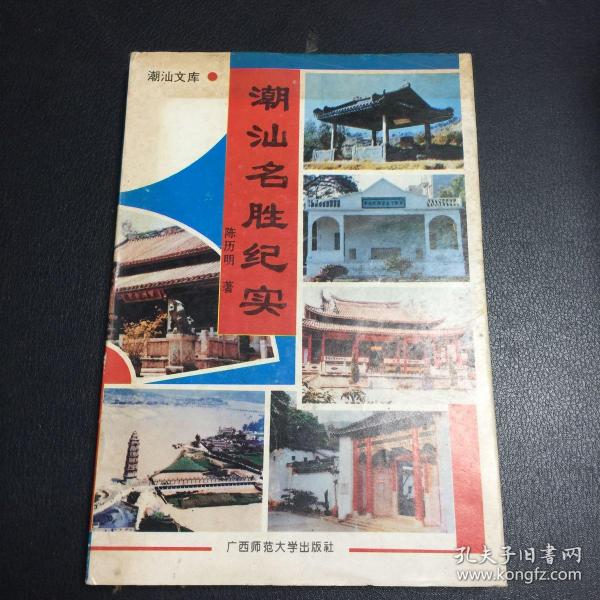 潮汕文库
潮汕名胜纪实
陈历明 著
广西师范大学出版社
孔夫子旧书网
www.kongfz.com